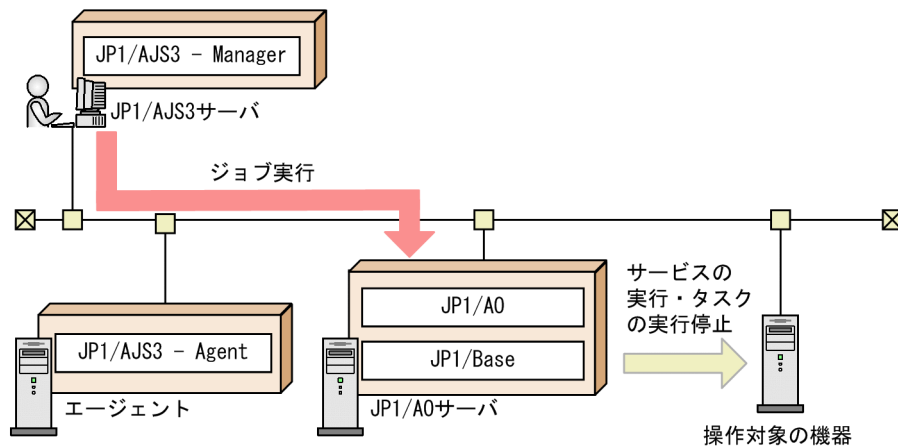 JP1/AJS3 - Manager
JP1/AJS3サーバ
ジョブ実行
サービスの
実行・タスク
の実行停止
JP1/AO
JP1/Base
JP1/AJS3 - Agent
エージェント
JP1/AOサーバ
操作対象の機器